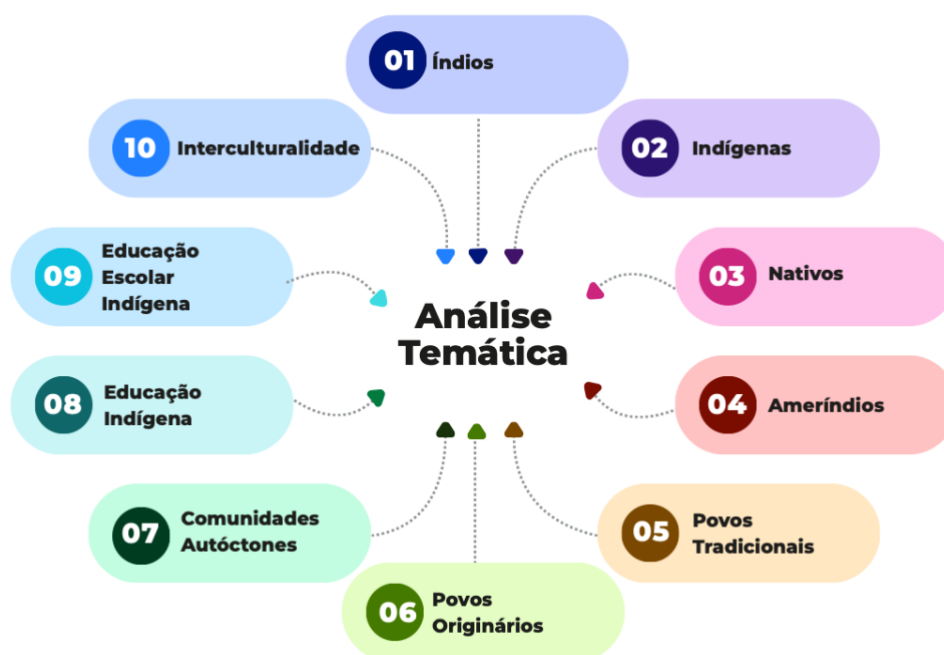 01 Índios
10 Interculturalidade
02 Indígenas
09 Educação
Escolar
Indígena
03 Nativos
Análise
Temática
08 Educação
Indígena
04 Ameríndios
07 Comunidades
Autóctones
05 Povos
Tradicionais
06 Povos
Originários